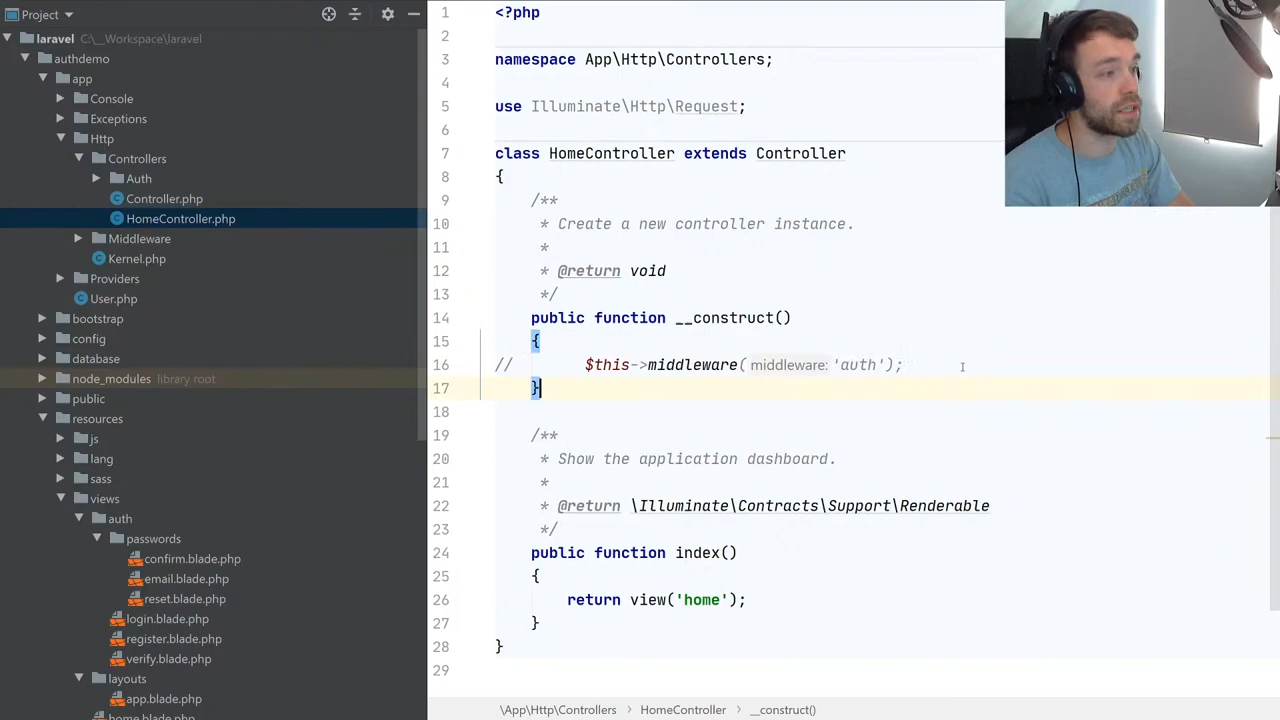 Project
laravel C:\__Workspace\laravel
authdemo
app
Console
Exceptions
Http
Controllers
Auth
Controller.php
HomeController.php
Middleware
Kernel.php
Providers
User.php
bootstrap
config
database
node_modules library root
public
resources
js
lang
sass
views
auth
passwords
confirm.blade.php
email.blade.php
reset.blade.php
login.blade.php
register.blade.php
verify.blade.php
layouts
app.blade.php
home.blade.php
1 <?php
2
3 namespace App\Http\Controllers;
4
5 use Illuminate\Http\Request;
6
7 class HomeController extends Controller
8 {
9 /**
10 * Create a new controller instance.
11 *
12 * @return void
13 */
14 public function __construct()
15 {
16 // $this->middleware( middleware: 'auth');
17 }
18
19 /**
20 * Show the application dashboard.
21 *
22 * @return \Illuminate\Contracts\Support\Renderable
23 */
24 public function index()
25 {
26 return view('home');
27 }
28 }
29
\App\Http\Controllers › HomeController › __construct()